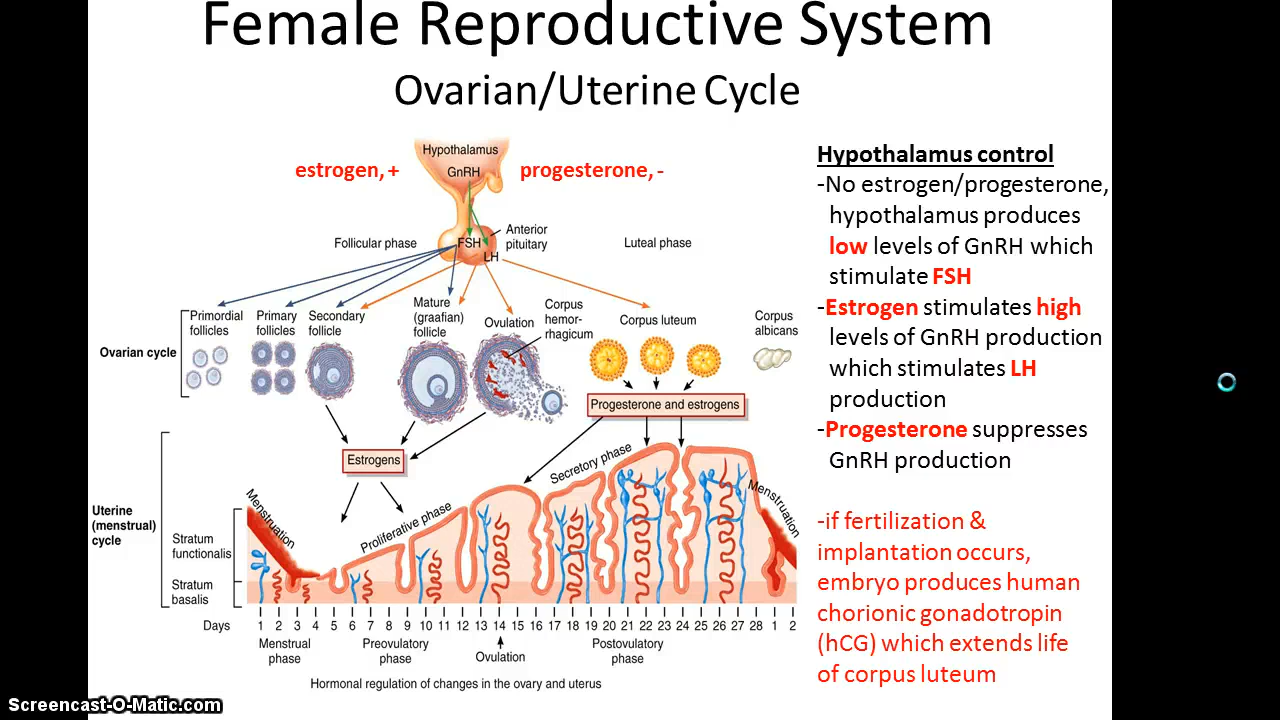 Female Reproductive System
Ovarian/Uterine Cycle
Hypothalamus
estrogen, +
GnRH
progesterone, -
Follicular phase
FSH
LH
Anterior
pituitary
Luteal phase
Primordial
follicles
Primary
follicles
Secondary
follicle
Mature
(graafian)
follicle
Ovulation
Corpus
hemor-
rhagicum
Corpus luteum
Corpus
albicans
Ovarian cycle
Progesterone and estrogens
Estrogens
Uterine
(menstrual)
cycle
Stratum
functionalis
Stratum
basalis
Menstruation
Proliferative phase
Secretory phase
Menstruation
Days
1 2 3 4 5 6 7 8 9 10 11 12 13 14 15 16 17 18 19 20 21 22 23 24 25 26 27 28 1 2
Menstrual
phase
Preovulatory
phase
Ovulation
Postovulatory
phase
Hormonal regulation of changes in the ovary and uterus
Hypothalamus control
-No estrogen/progesterone,
hypothalamus produces
low levels of GnRH which
stimulate FSH
-Estrogen stimulates high
levels of GnRH production
which stimulates LH
production
-Progesterone suppresses
GnRH production
-if fertilization &
implantation occurs,
embryo produces human
chorionic gonadotropin
(hCG) which extends life
of corpus luteum
Screencast-O-Matic.com